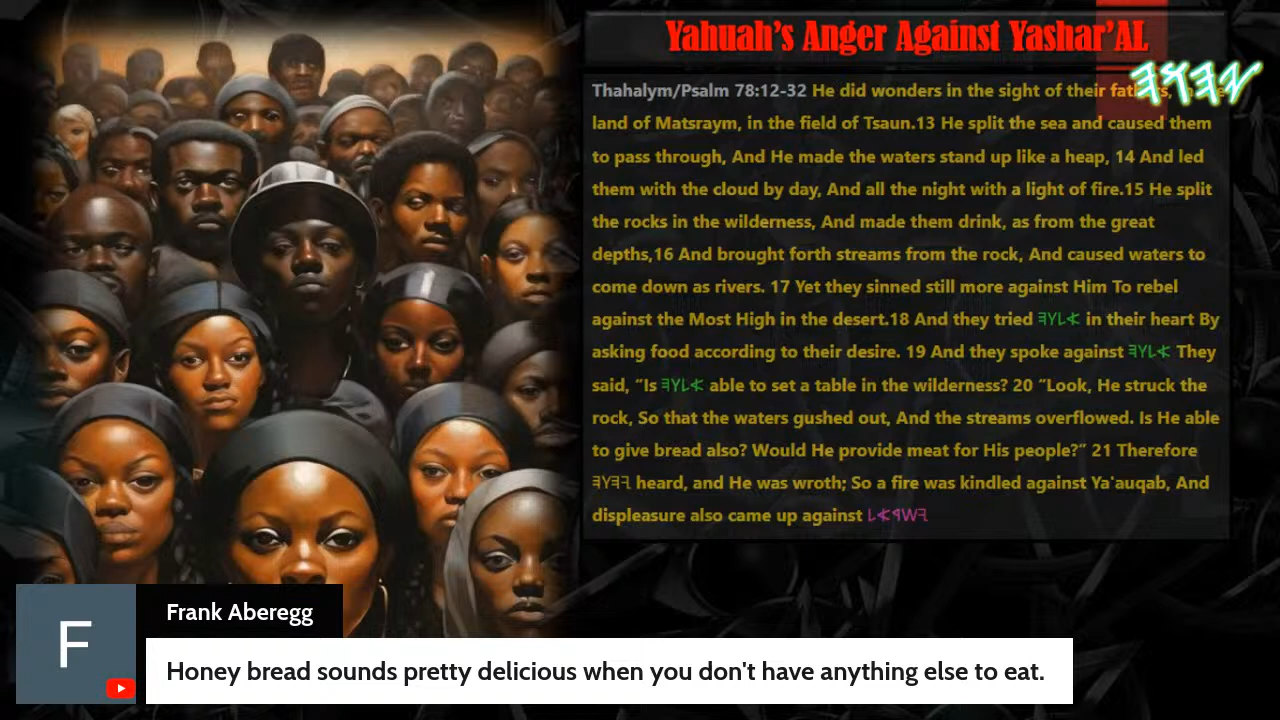 Yahuah's Anger Against Yashar'AL
𐤉𐤄𐤅𐤄
Thahalym/Psalm 78:12-32 He did wonders in the sight of their
land of Matsraym, in the field of Tsaun.13 He split the sea and caused them
to pass through, And He made the waters stand up like a heap, 14 And led
them with the cloud by day, And all the night with a light of fire.15 He split
the rocks in the wilderness, And made them drink, as from the great
depths,16 And brought forth streams from the rock, And caused waters to
come down as rivers. 17 Yet they sinned still more against Him To rebel
against the Most High in the desert.18 And they tried 𐤀𐤋𐤅𐤄 in their heart By
asking food according to their desire. 19 And they spoke against 𐤀𐤋𐤅𐤄 They
said, “Is 𐤀𐤋𐤅𐤄 able to set a table in the wilderness? 20 “Look, He struck the
rock, So that the waters gushed out, And the streams overflowed. Is He able
to give bread also? Would He provide meat for His people?” 21 Therefore
𐤉𐤄𐤅𐤄 heard, and He was wroth; So a fire was kindled against Ya'auqab, And
displeasure also came up against 𐤉𐤔𐤓𐤀𐤋
F
Frank Aberegg
Honey bread sounds pretty delicious when you don't have anything else to eat.